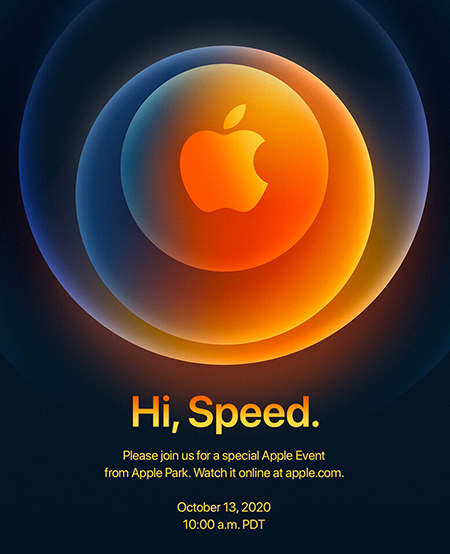 Hi, Speed.
Please join us for a special Apple Event
from Apple Park. Watch it online at apple.com.
October 13, 2020
10:00 a.m. PDT